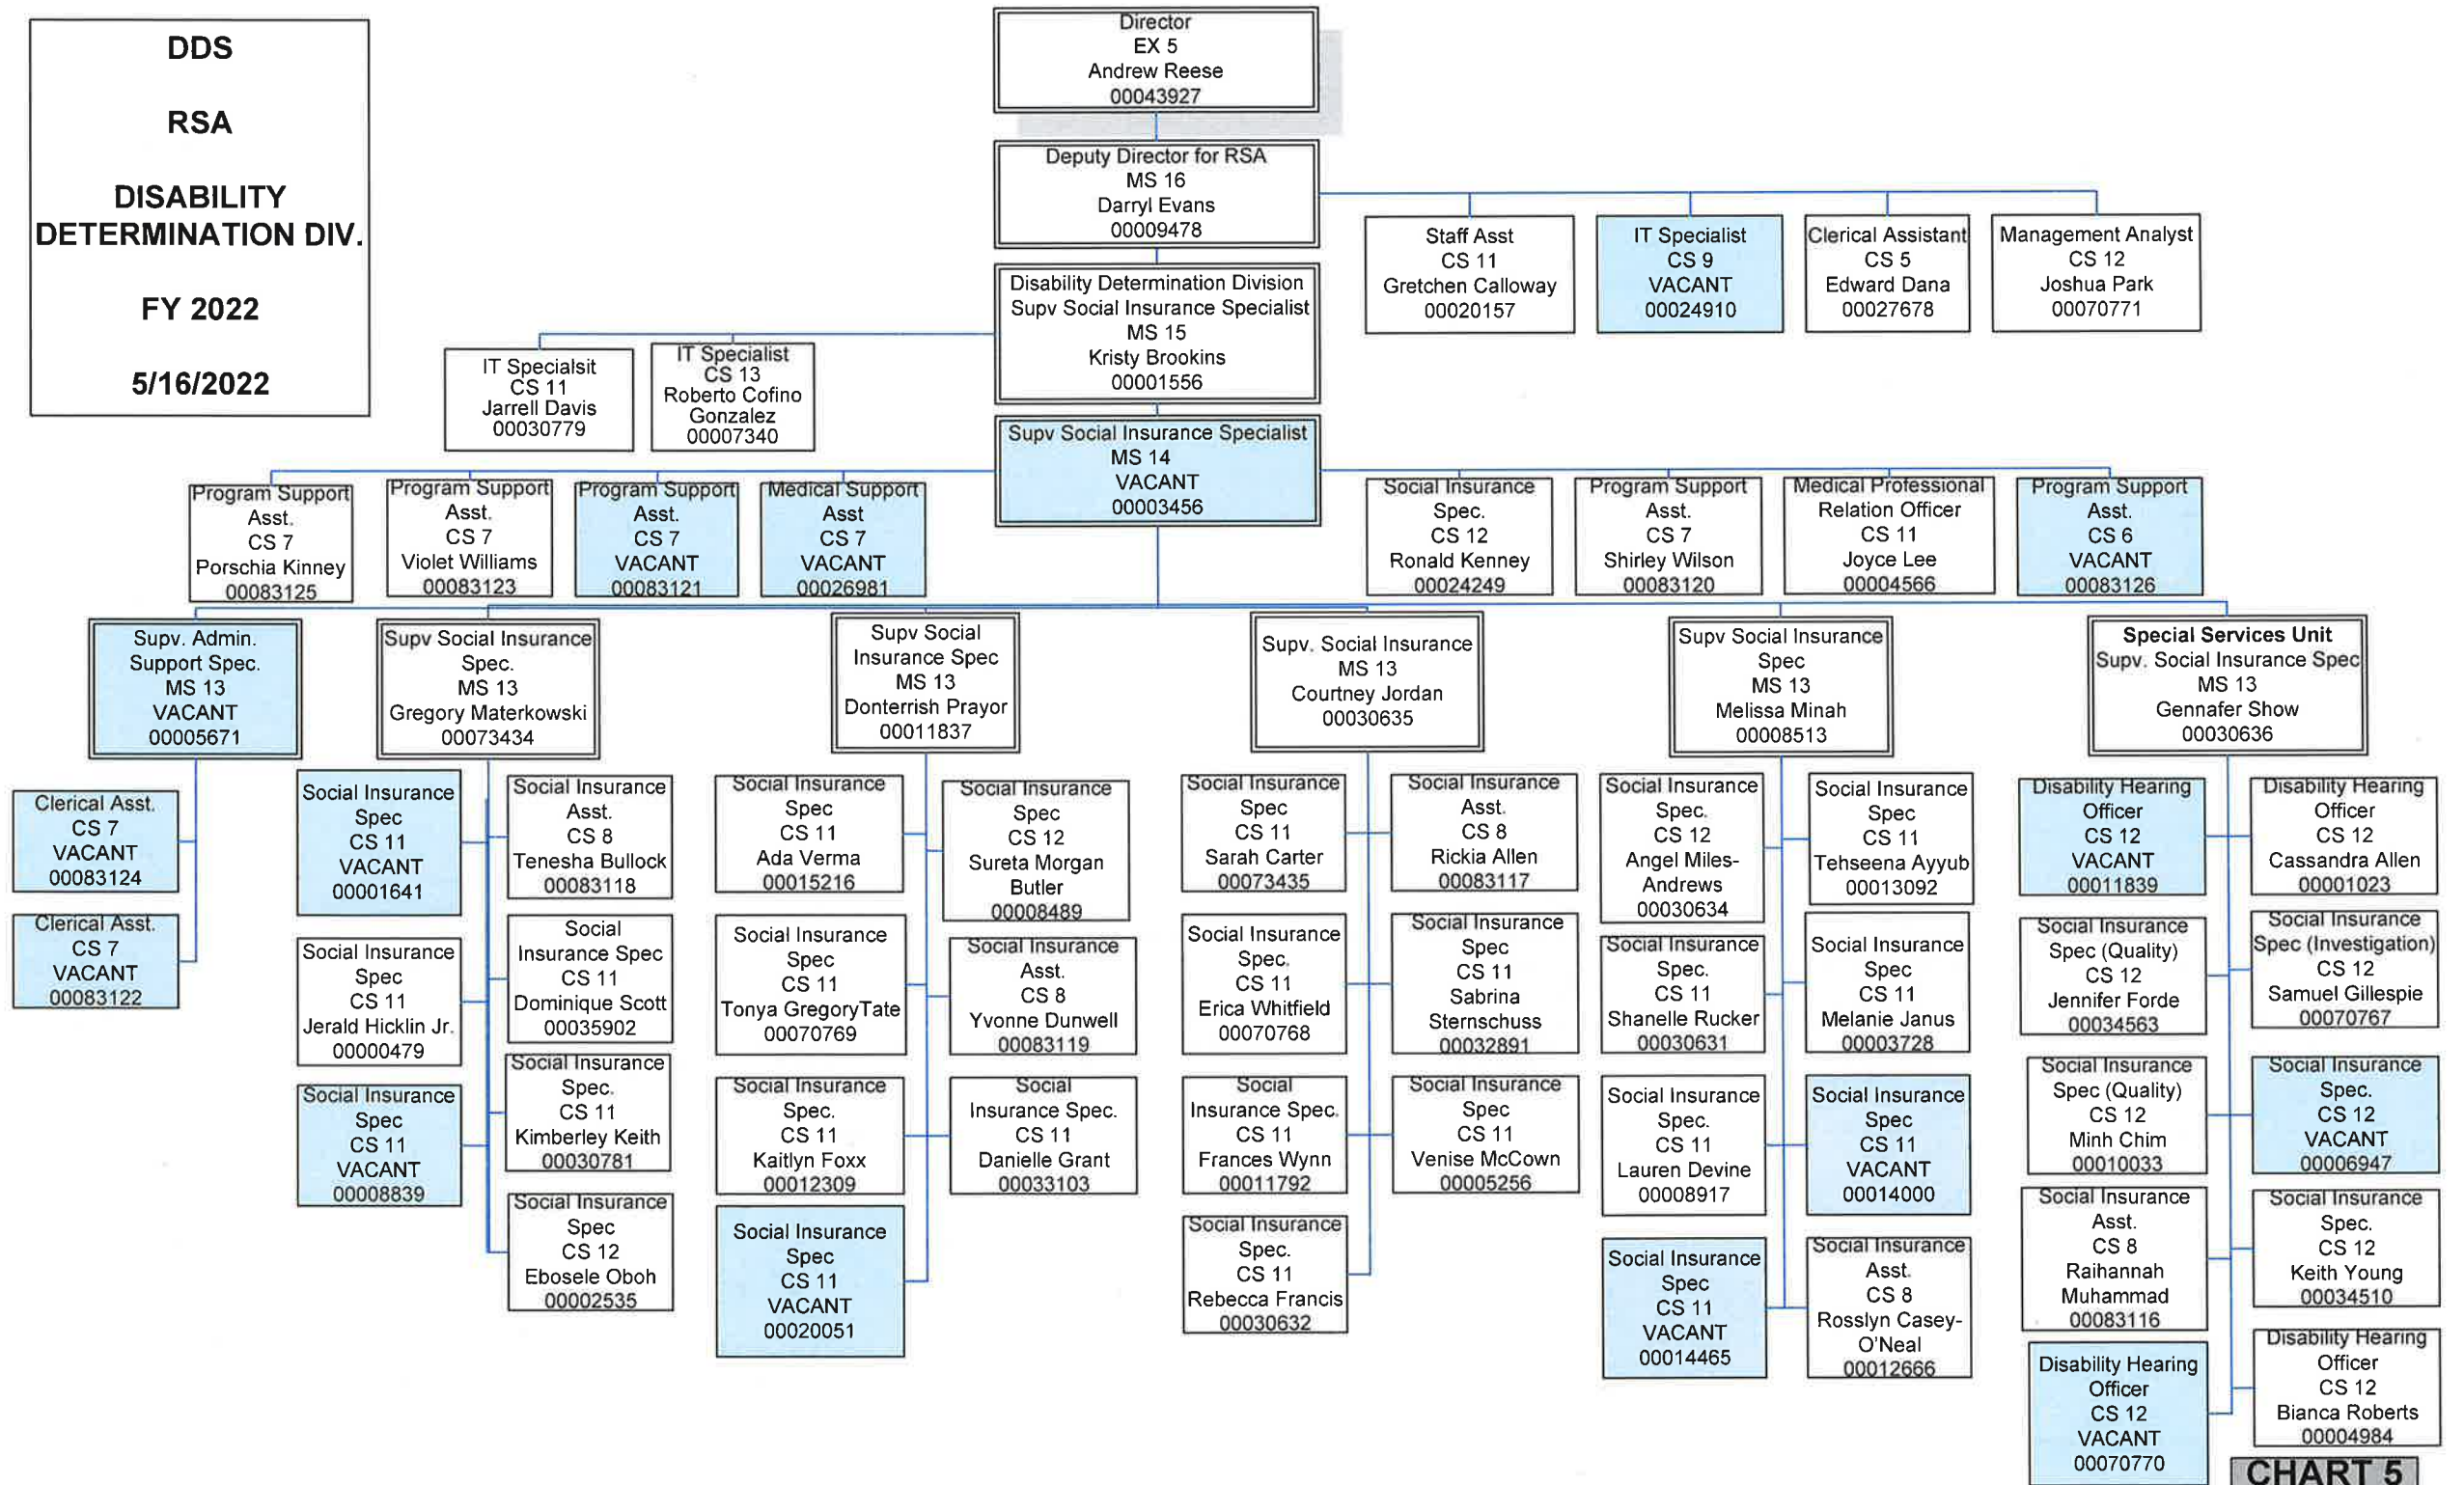 DDS
RSA
DISABILITY
DETERMINATION DIV.
FY 2022
5/16/2022
Director
EX 5
Andrew Reese
00043927
Deputy Director for RSA
MS 16
Darryl Evans
00009478
Staff Asst
CS 11
Gretchen Calloway
00020157
IT Specialist
CS 9
VACANT
00024910
Clerical Assistant
CS 5
Edward Dana
00027678
Management Analyst
CS 12
Joshua Park
00070771
Disability Determination Division
Supv Social Insurance Specialist
MS 15
Kristy Brookins
00001556
IT Specialsit
CS 11
Jarrell Davis
00030779
IT Specialist
CS 13
Roberto Cofino
Gonzalez
00007340
Supv Social Insurance Specialist
MS 14
VACANT
00003456
Program Support
Asst.
CS 7
Porschia Kinney
00083125
Program Support
Asst.
CS 7
Violet Williams
00083123
Program Support
Asst.
CS 7
VACANT
00083121
Medical Support
Asst
CS 7
VACANT
00026981
Social Insurance
Spec.
CS 12
Ronald Kenney
00024249
Program Support
Asst.
CS 7
Shirley Wilson
00083120
Medical Professional
Relation Officer
CS 11
Joyce Lee
00004566
Program Support
Asst.
CS 6
VACANT
00083126
Supv. Admin.
Support Spec.
MS 13
VACANT
00005671
Supv Social Insurance
Spec.
MS 13
Gregory Materkowski
00073434
Supv Social
Insurance Spec
MS 13
Donterrish Prayor
00011837
Supv. Social Insurance
MS 13
Courtney Jordan
00030635
Supv Social Insurance
Spec
MS 13
Melissa Minah
00008513
Special Services Unit
Supv. Social Insurance Spec
MS 13
Gennafer Show
00030636
Clerical Asst.
CS 7
VACANT
00083124
Clerical Asst.
CS 7
VACANT
00083122
Social Insurance
Spec
CS 11
VACANT
00001641
Social Insurance
Asst.
CS 8
Tenesha Bullock
00083118
Social Insurance
Spec
CS 11
Jerald Hicklin Jr.
00000479
Social
Insurance Spec
CS 11
Dominique Scott
00035902
Social Insurance
Spec
CS 11
VACANT
00008839
Social Insurance
Spec.
CS 11
Kimberley Keith
00030781
Social Insurance
Spec
CS 12
Ebosele Oboh
00002535
Social Insurance
Spec
CS 11
Ada Verma
00015216
Social Insurance
Spec
CS 12
Sureta Morgan
Butler
00008489
Social Insurance
Spec
CS 11
Tonya GregoryTate
00070769
Social Insurance
Asst.
CS 8
Yvonne Dunwell
00083119
Social Insurance
Spec.
CS 11
Kaitlyn Foxx
00012309
Social
Insurance Spec.
CS 11
Danielle Grant
00033103
Social Insurance
Spec
CS 11
VACANT
00020051
Social Insurance
Spec
CS 11
Sarah Carter
00073435
Social Insurance
Asst.
CS 8
Rickia Allen
00083117
Social Insurance
Spec.
CS 11
Erica Whitfield
00070768
Social Insurance
Spec
CS 11
Sabrina
Sternschuss
00032891
Social
Insurance Spec.
CS 11
Frances Wynn
00011792
Social Insurance
Spec
CS 11
Venise McCown
00005256
Social Insurance
Spec.
CS 11
Rebecca Francis
00030632
Social Insurance
Spec.
CS 12
Angel Miles-
Andrews
00030634
Social Insurance
Spec
CS 11
Tehseena Ayyub
00013092
Social Insurance
Spec.
CS 11
Shanelle Rucker
00030631
Social Insurance
Spec
CS 11
Melanie Janus
00003728
Social Insurance
Spec.
CS 11
Lauren Devine
00008917
Social Insurance
Spec
CS 11
VACANT
00014000
Social Insurance
Spec
CS 11
VACANT
00014465
Social Insurance
Asst.
CS 8
Rosslyn Casey-
O'Neal
00012666
Disability Hearing
Officer
CS 12
VACANT
00011839
Disability Hearing
Officer
CS 12
Cassandra Allen
00001023
Social Insurance
Spec (Quality)
CS 12
Jennifer Forde
00034563
Social Insurance
Spec (Investigation)
CS 12
Samuel Gillespie
00070767
Social Insurance
Spec (Quality)
CS 12
Minh Chim
00010033
Social Insurance
Spec.
CS 12
VACANT
00006947
Social Insurance
Asst.
CS 8
Raihannah
Muhammad
00083116
Social Insurance
Spec.
CS 12
Keith Young
00034510
Disability Hearing
Officer
CS 12
VACANT
00070770
Disability Hearing
Officer
CS 12
Bianca Roberts
00004984
CHART 5